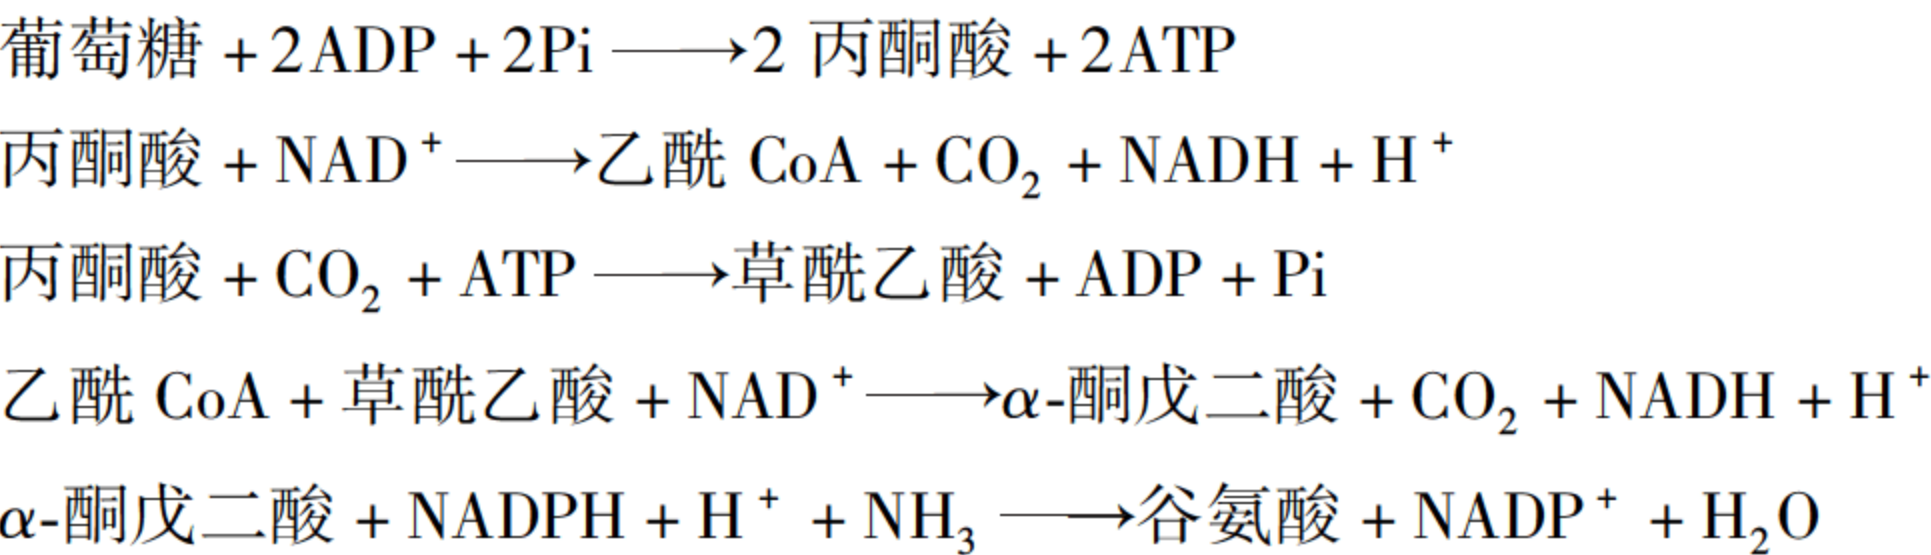 葡萄糖 + 2ADP + 2Pi ⟶ 2 丙酮酸 + 2ATP
丙酮酸 + NAD⁺ ⟶ 乙酰 CoA + CO₂ + NADH + H⁺
丙酮酸 + CO₂ + ATP ⟶ 草酰乙酸 + ADP + Pi
乙酰 CoA + 草酰乙酸 + NAD⁺ ⟶ α-酮戊二酸 + CO₂ + NADH + H⁺
α-酮戊二酸 + NADPH + H⁺ + NH₃ ⟶ 谷氨酸 + NADP⁺ + H₂O